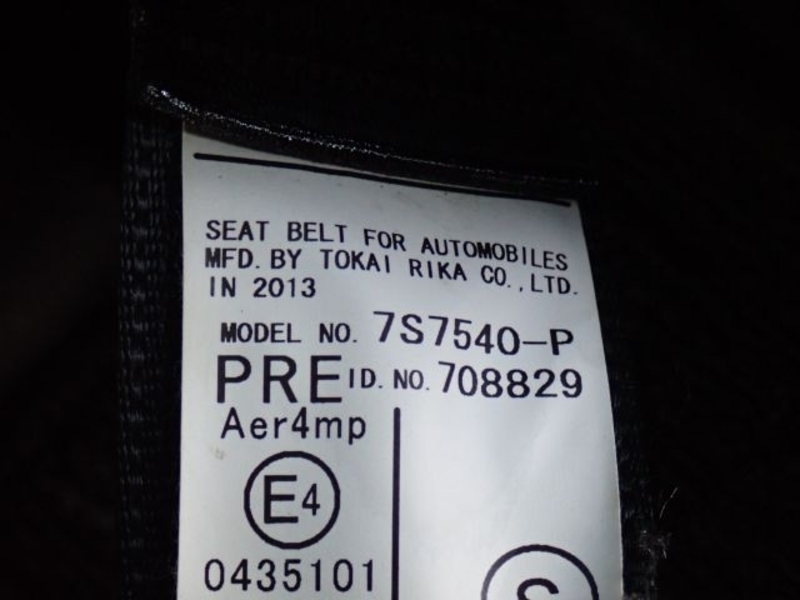 SEAT BELT FOR AUTOMOBILES
MFD. BY TOKAI RIKA CO.,LTD.
IN 2013
MODEL NO. 7S7540-P
PRE ID. NO. 708829
Aer4mp
E4
0435101
S